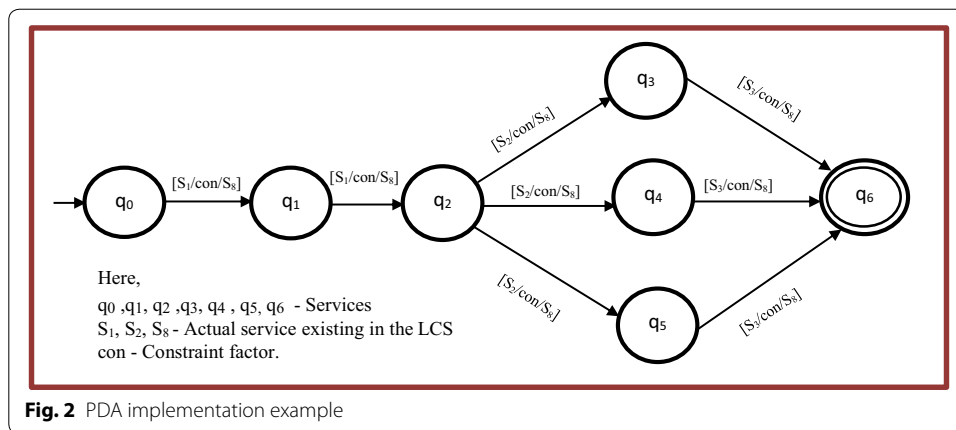 q₃
[S₂/con/S₈]
[S₃/con/S₈]
[S₁/con/S₈]
[S₁/con/S₈]
[S₂/con/S₈]
[S₃/con/S₈]
q₀
q₁
q₂
q₄
q₆
[S₂/con/S₈]
[S₃/con/S₈]
q₅
Here,
q₀ ,q₁, q₂ ,q₃, q₄ , q₅, q₆ - Services
S₁, S₂, S₈ - Actual service existing in the LCS
con - Constraint factor.
Fig. 2 PDA implementation example